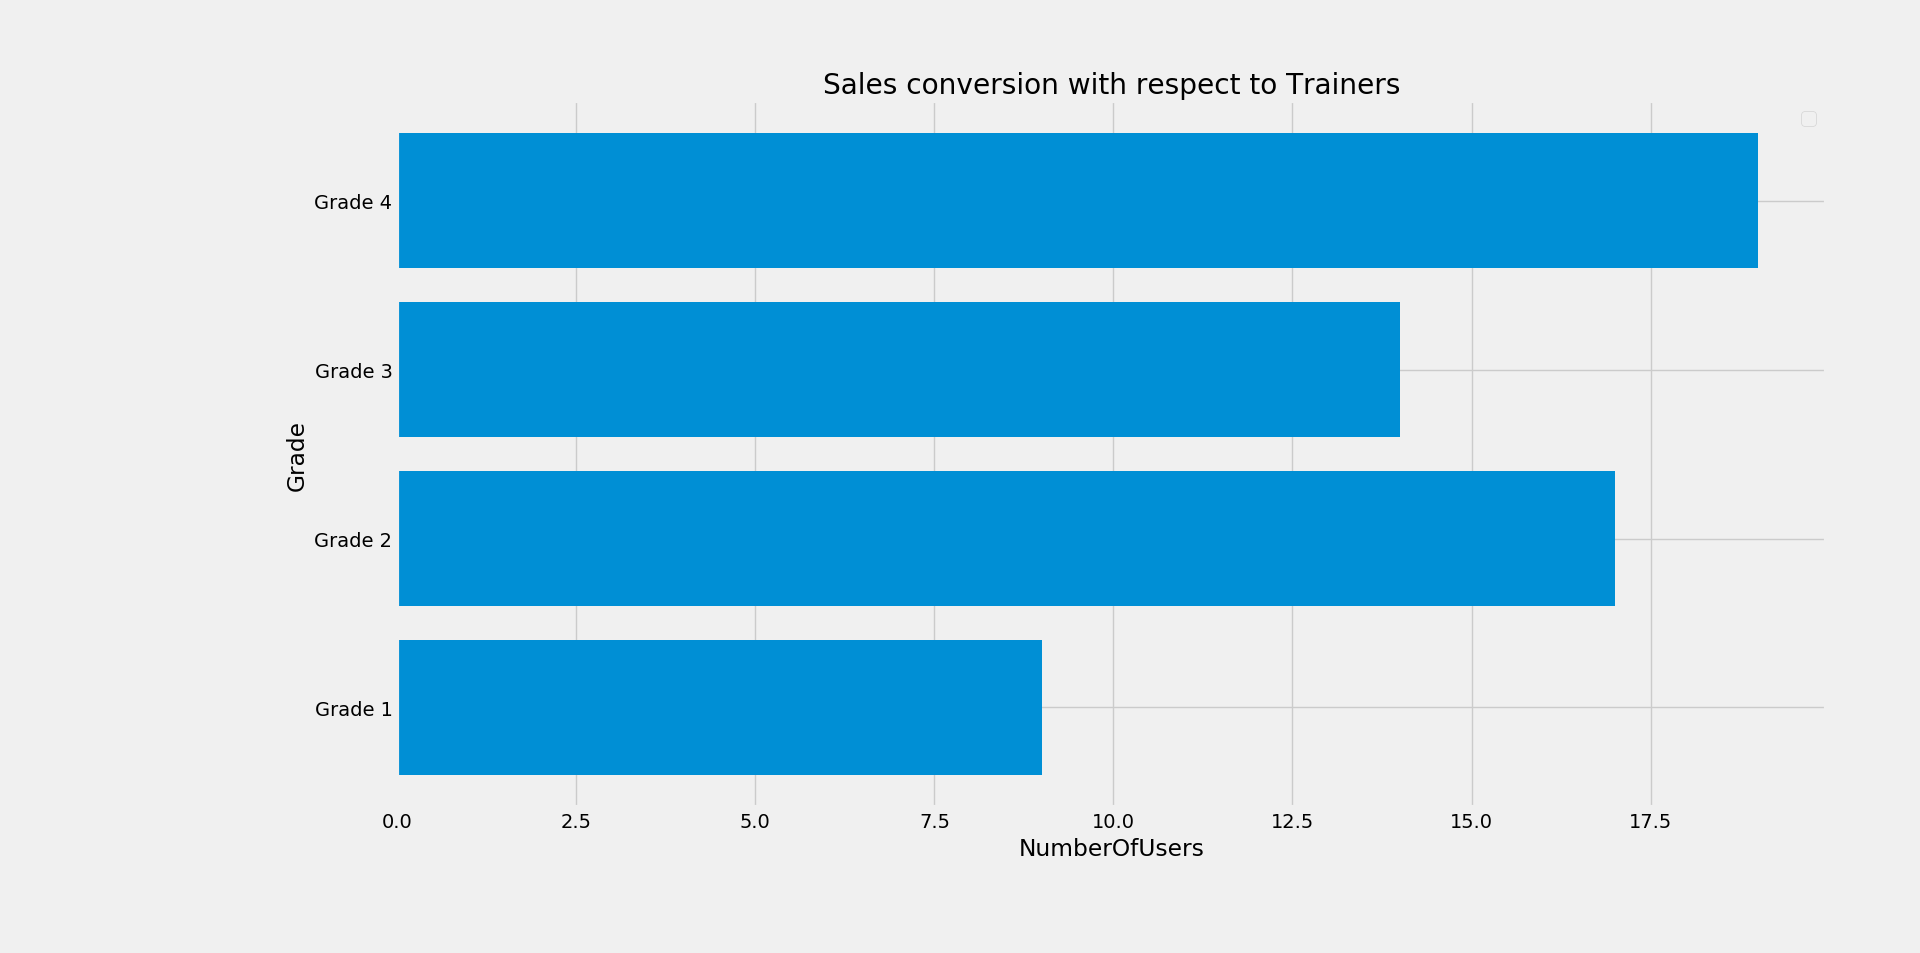 Sales conversion with respect to Trainers
Grade 4
Grade 3
Grade
Grade 2
Grade 1
0.0 2.5 5.0 7.5 10.0 12.5 15.0 17.5
NumberOfUsers